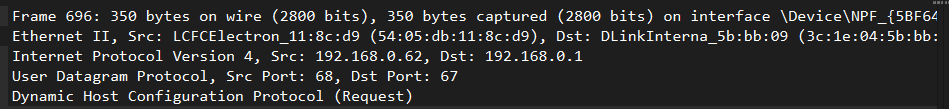 Frame 696: 350 bytes on wire (2800 bits), 350 bytes captured (2800 bits) on interface \Device\NPF_{5BF64
Ethernet II, Src: LCFCElectron_11:8c:d9 (54:05:db:11:8c:d9), Dst: DLinkInterna_5b:bb:09 (3c:1e:04:5b:bb:
Internet Protocol Version 4, Src: 192.168.0.62, Dst: 192.168.0.1
User Datagram Protocol, Src Port: 68, Dst Port: 67
Dynamic Host Configuration Protocol (Request)